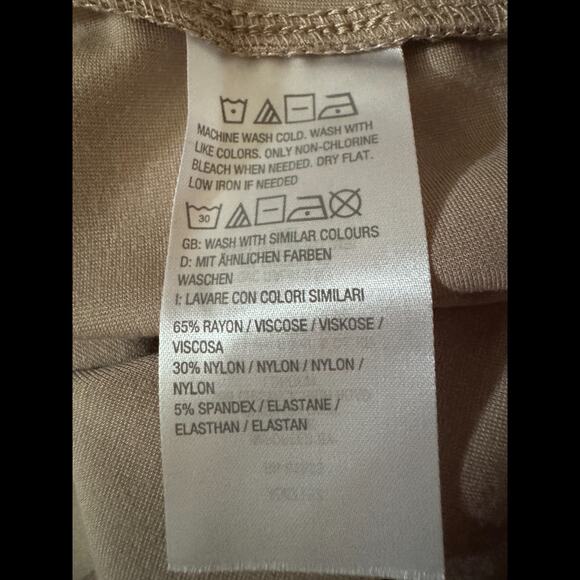 MACHINE WASH COLD. WASH WITH
LIKE COLORS. ONLY NON-CHLORINE
BLEACH WHEN NEEDED. DRY FLAT.
LOW IRON IF NEEDED
30
GB: WASH WITH SIMILAR COLOURS
D: MIT ÄHNLICHEN FARBEN
WASCHEN
I: LAVARE CON COLORI SIMILARI
65% RAYON / VISCOSE / VISKOSE /
VISCOSA
30% NYLON / NYLON / NYLON /
NYLON
5% SPANDEX / ELASTANE /
ELASTHAN / ELASTAN